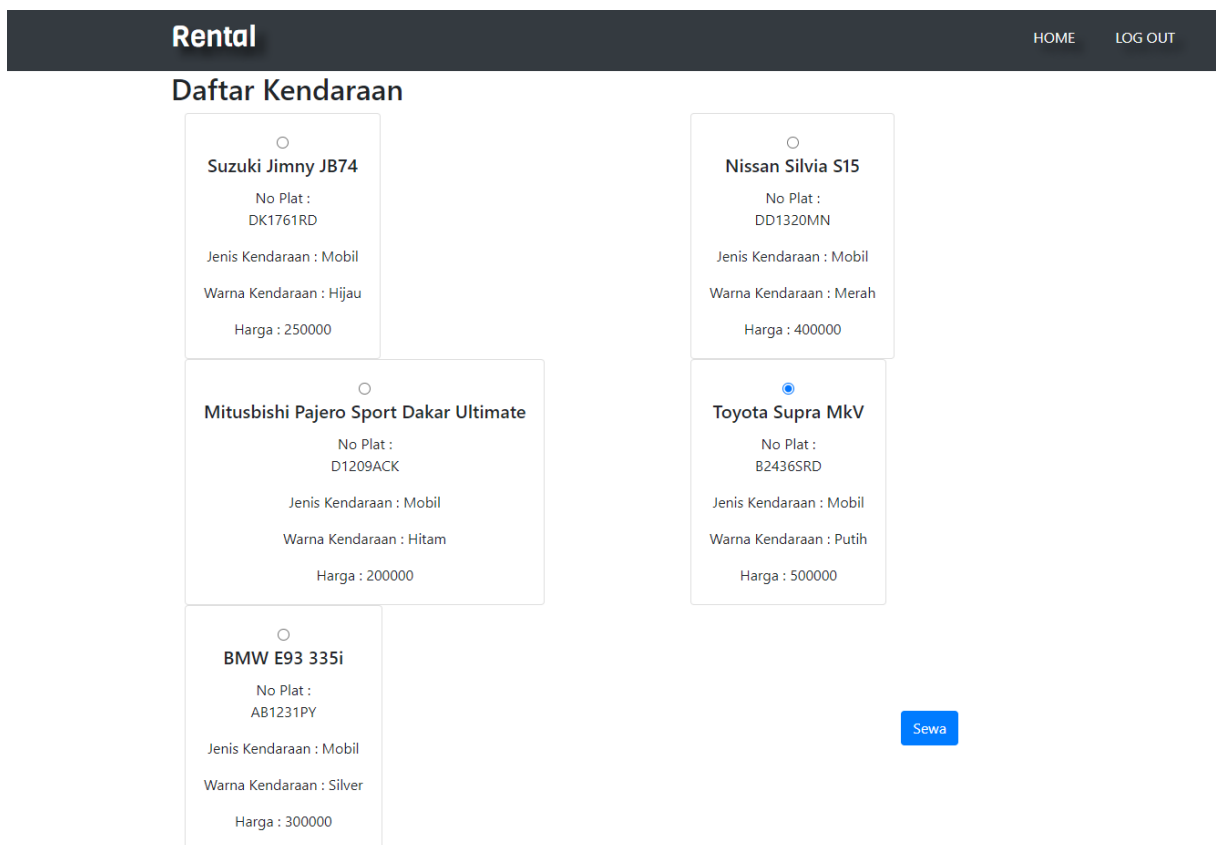 Rental
HOME
LOG OUT
Daftar Kendaraan
Suzuki Jimny JB74
No Plat :
DK1761RD
Jenis Kendaraan : Mobil
Warna Kendaraan : Hijau
Harga : 250000
Nissan Silvia S15
No Plat :
DD1320MN
Jenis Kendaraan : Mobil
Warna Kendaraan : Merah
Harga : 400000
Mitusbishi Pajero Sport Dakar Ultimate
No Plat :
D1209ACK
Jenis Kendaraan : Mobil
Warna Kendaraan : Hitam
Harga : 200000
Toyota Supra MkV
No Plat :
B2436SRD
Jenis Kendaraan : Mobil
Warna Kendaraan : Putih
Harga : 500000
BMW E93 335i
No Plat :
AB1231PY
Jenis Kendaraan : Mobil
Warna Kendaraan : Silver
Harga : 300000
Sewa